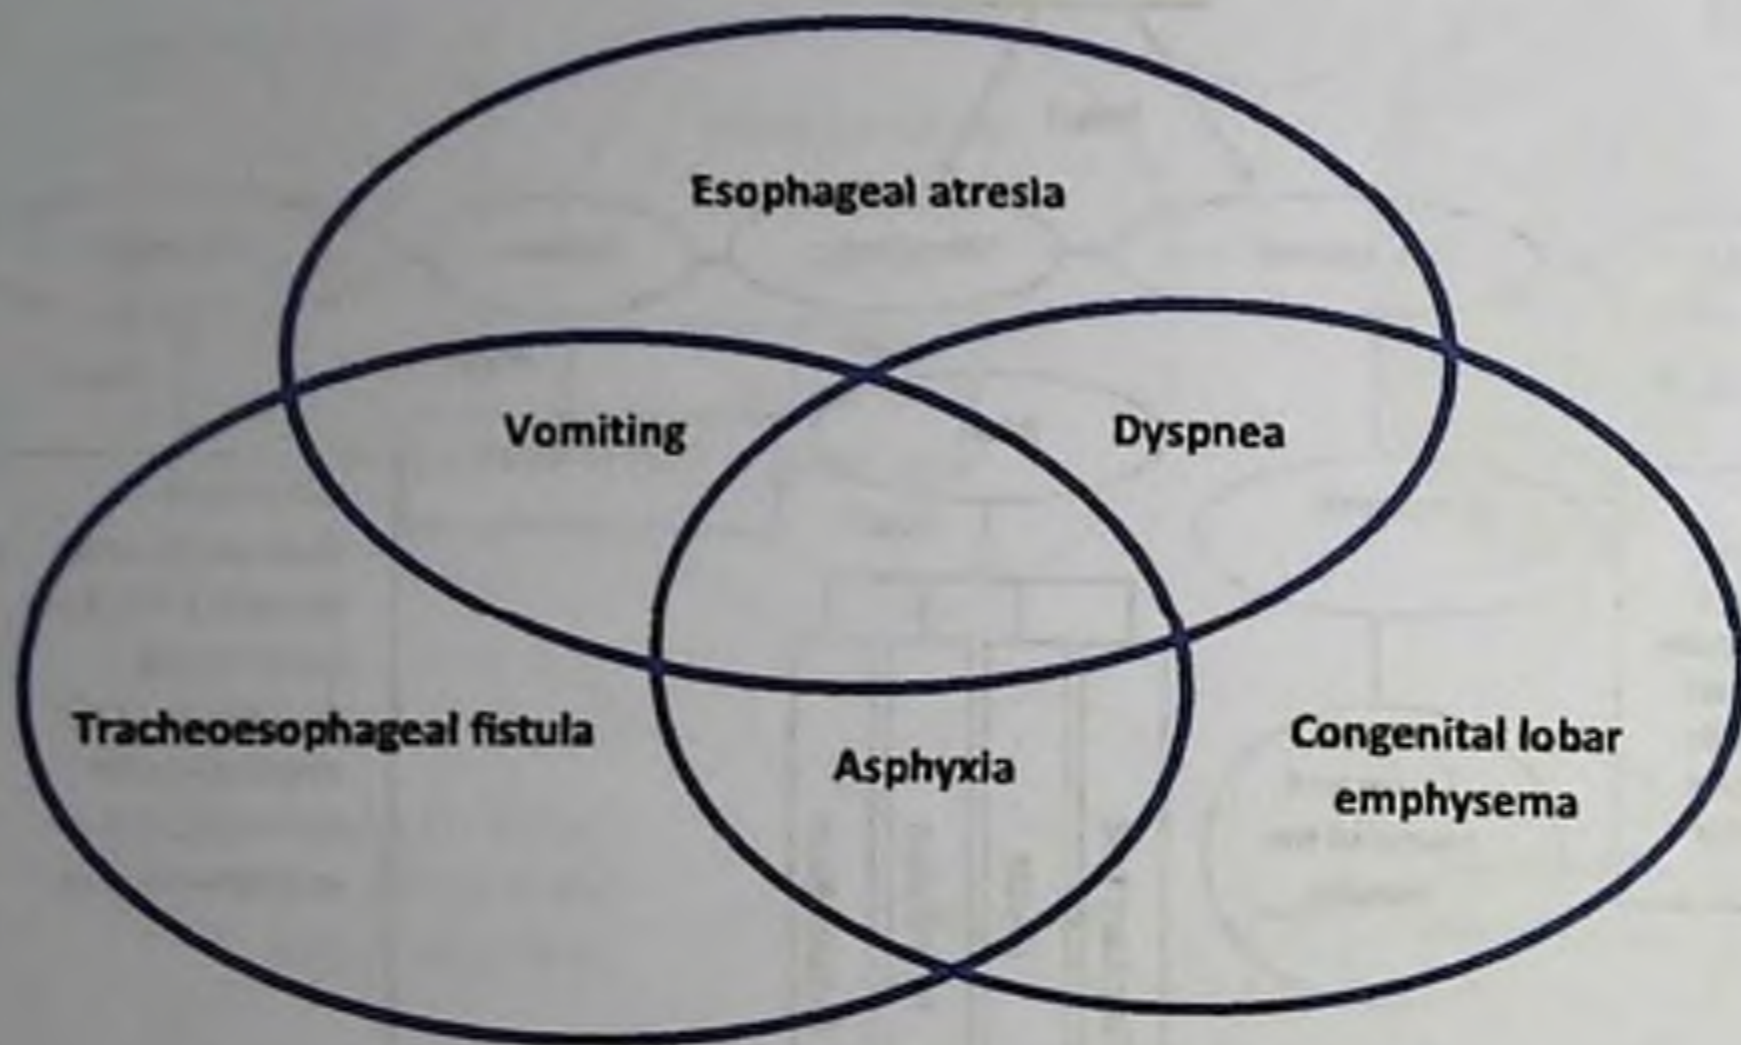 Esophageal atresia
Vomiting
Dyspnea
Tracheoesophageal fistula
Asphyxia
Congenital lobar
emphysema